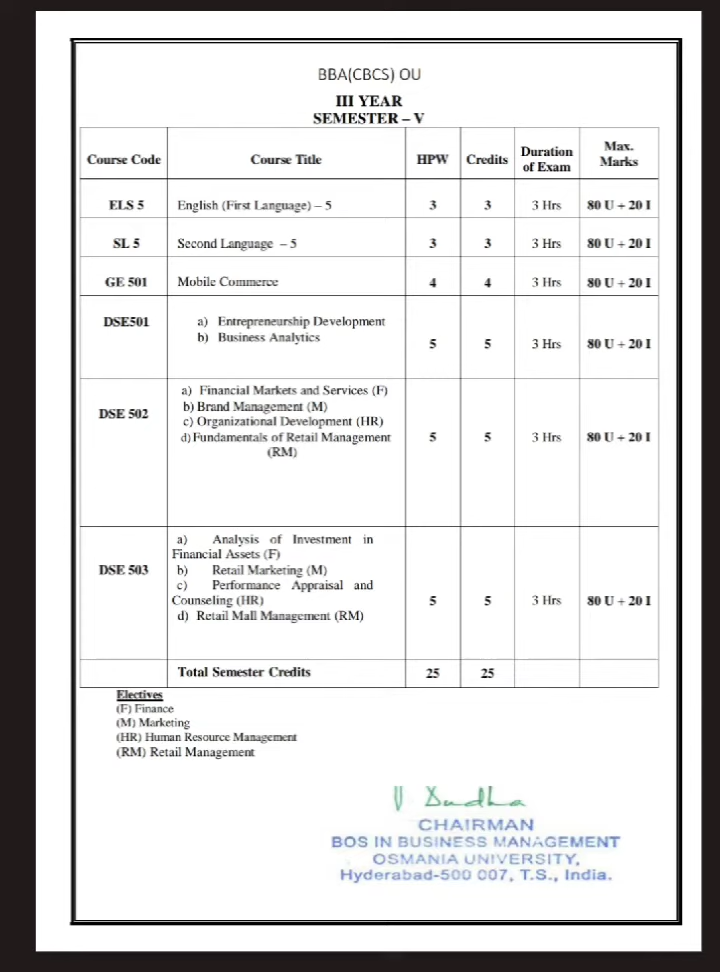 BBA(CBCS) OU
III YEAR
SEMESTER – V
Course Code Course Title HPW Credits Duration of Exam Max. Marks
ELS 5 English (First Language) – 5 3 3 3 Hrs 80 U + 20 I
SL 5 Second Language – 5 3 3 3 Hrs 80 U + 20 I
GE 501 Mobile Commerce 4 4 3 Hrs 80 U + 20 I
DSE501 a) Entrepreneurship Development
b) Business Analytics
5 5 3 Hrs 80 U + 20 I
DSE 502
a) Financial Markets and Services (F)
b) Brand Management (M)
c) Organizational Development (HR)
d) Fundamentals of Retail Management
(RM)
5 5 3 Hrs 80 U + 20 I
DSE 503
a) Analysis of Investment in
Financial Assets (F)
b) Retail Marketing (M)
c) Performance Appraisal and
Counseling (HR)
d) Retail Mall Management (RM)
5 5 3 Hrs 80 U + 20 I
Total Semester Credits 25 25
Electives
(F) Finance
(M) Marketing
(HR) Human Resource Management
(RM) Retail Management
V Sudha
CHAIRMAN
BOS IN BUSINESS MANAGEMENT
OSMANIA UNIVERSITY,
Hyderabad-500 007, T.S., India.